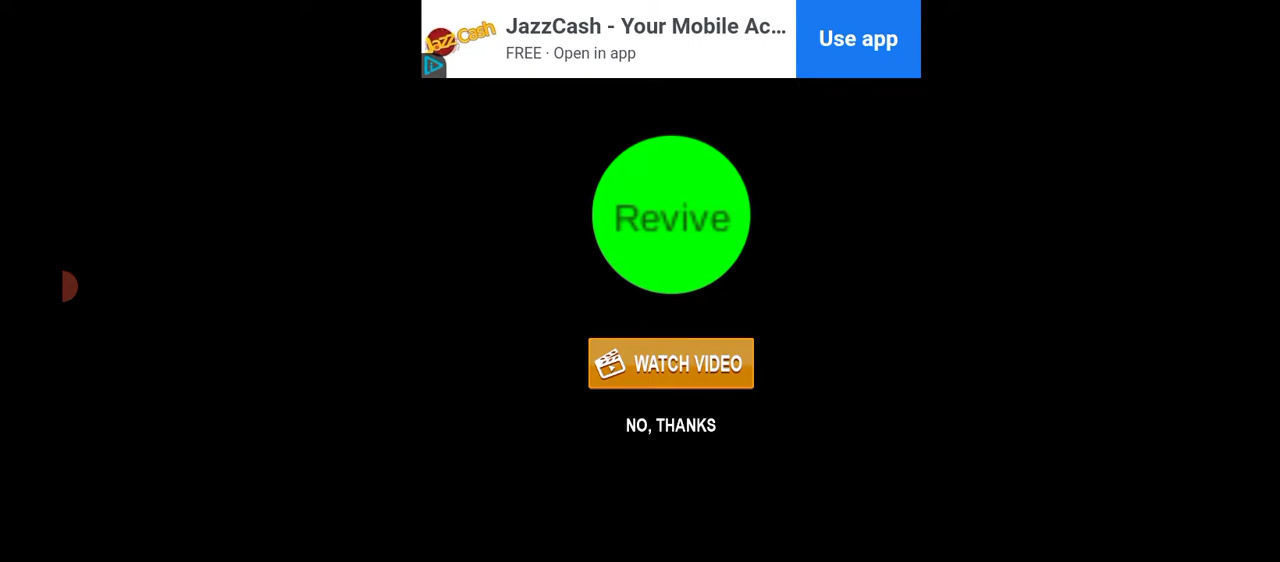 JazzCash
JazzCash - Your Mobile Ac...
FREE · Open in app
Use app
Revive
WATCH VIDEO
NO, THANKS